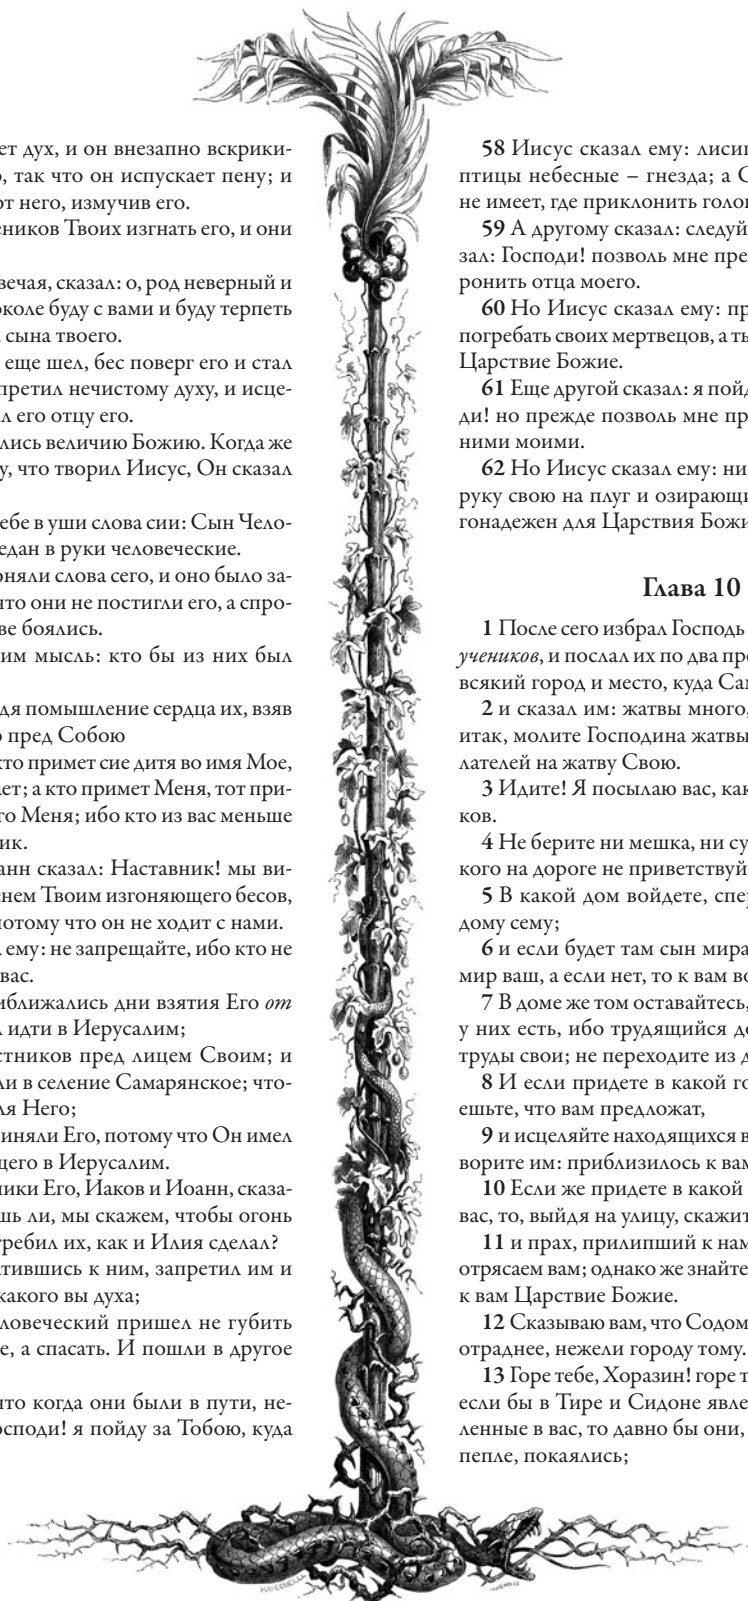 ет дух, и он внезапно вскрики-
о, так что он испускает пену; и
от него, измучив его.
еников Твоих изгнать его, и они
вечая, сказал: о, род неверный и
околе буду с вами и буду терпеть
а сына твоего.
еще шел, бес поверг его и стал
претил нечистому духу, и исце-
л его отцу его.
лись величию Божию. Когда же
у, что творил Иисус, Он сказал
ебе в уши слова сии: Сын Чело-
едан в руки человеческие.
оняли слова сего, и оно было за-
что они не постигли его, а спро-
ве боялись.
им мысль: кто бы из них был
дя помышление сердца их, взяв
о пред Собою
кто примет сие дитя во имя Мое,
ет; а кто примет Меня, тот при-
го Меня; ибо кто из вас меньше
ик.
анн сказал: Наставник! мы ви-
енем Твоим изгоняющего бесов,
потому что он не ходит с нами.
л ему: не запрещайте, ибо кто не
вас.
иближались дни взятия Его от
л идти в Иерусалим;
стников пред лицем Своим; и
ли в селение Самарянское; что-
ля Него;
иняли Его, потому что Он имел
щего в Иерусалим.
ники Его, Иаков и Иоанн, сказа-
шь ли, мы скажем, чтобы огонь
требил их, как и Илия сделал?
атившись к ним, запретил им и
какого вы духа;
ловеческий пришел не губить
е, а спасать. И пошли в другое
что когда они были в пути, не-
осподи! я пойду за Тобою, куда
58 Иисус сказал ему: лисиц
птицы небесные – гнезда; а С
не имеет, где приклонить голов
59 А другому сказал: следуй
зал: Господи! позволь мне пре
ронить отца моего.
60 Но Иисус сказал ему: пр
погребать своих мертвецов, а ты
Царствие Божие.
61 Еще другой сказал: я пойд
ди! но прежде позволь мне пр
ними моими.
62 Но Иисус сказал ему: ни
руку свою на плуг и озирающи
гонадежен для Царствия Божи
Глава 10
1 После сего избрал Господь
учеников, и послал их по два пре
всякий город и место, куда Сам
2 и сказал им: жатвы много,
итак, молите Господина жатвы
лателей на жатву Свою.
3 Идите! Я посылаю вас, как
ков.
4 Не берите ни мешка, ни су
кого на дороге не приветствуй
5 В какой дом войдете, спер
дому сему;
6 и если будет там сын мира
мир ваш, а если нет, то к вам во
7 В доме же том оставайтесь,
у них есть, ибо трудящийся до
труды свои; не переходите из д
8 И если придете в какой го
ешьте, что вам предложат,
9 и исцеляйте находящихся в
ворите им: приблизилось к вам
10 Если же придете в какой
вас, то, выйдя на улицу, скажит
11 и прах, прилипший к нам
отрясаем вам; однако же знайте
к вам Царствие Божие.
12 Сказываю вам, что Содом
отраднее, нежели городу тому.
13 Горе тебе, Хоразин! горе т
если бы в Тире и Сидоне явле
ленные в вас, то давно бы они,
пепле, покаялись;